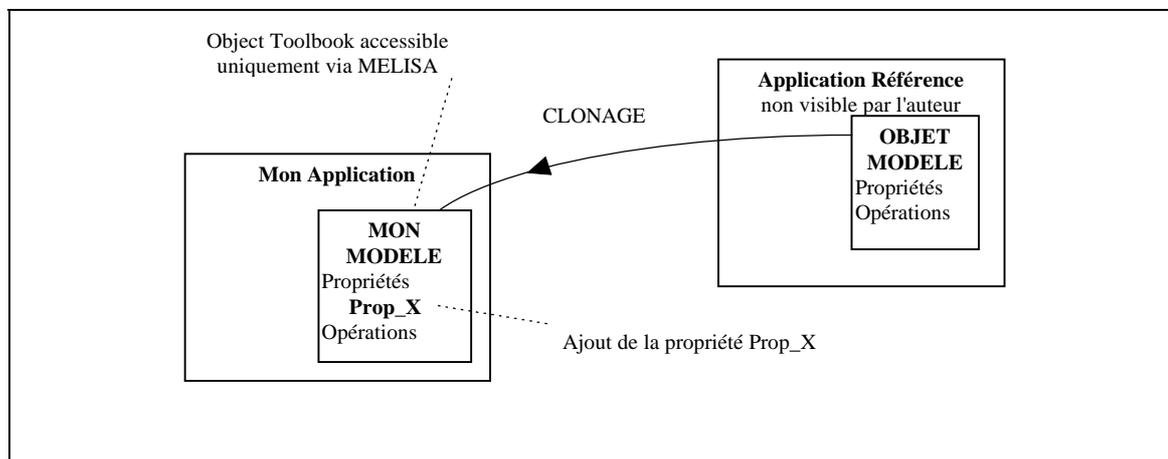 Object Toolbook accessible
uniquement via MELISA
Application Référence
non visible par l'auteur
CLONAGE
OBJET
MODELE
Propriétés
Opérations
Mon Application
MON
MODELE
Propriétés
Prop_X
Opérations
Ajout de la propriété Prop_X